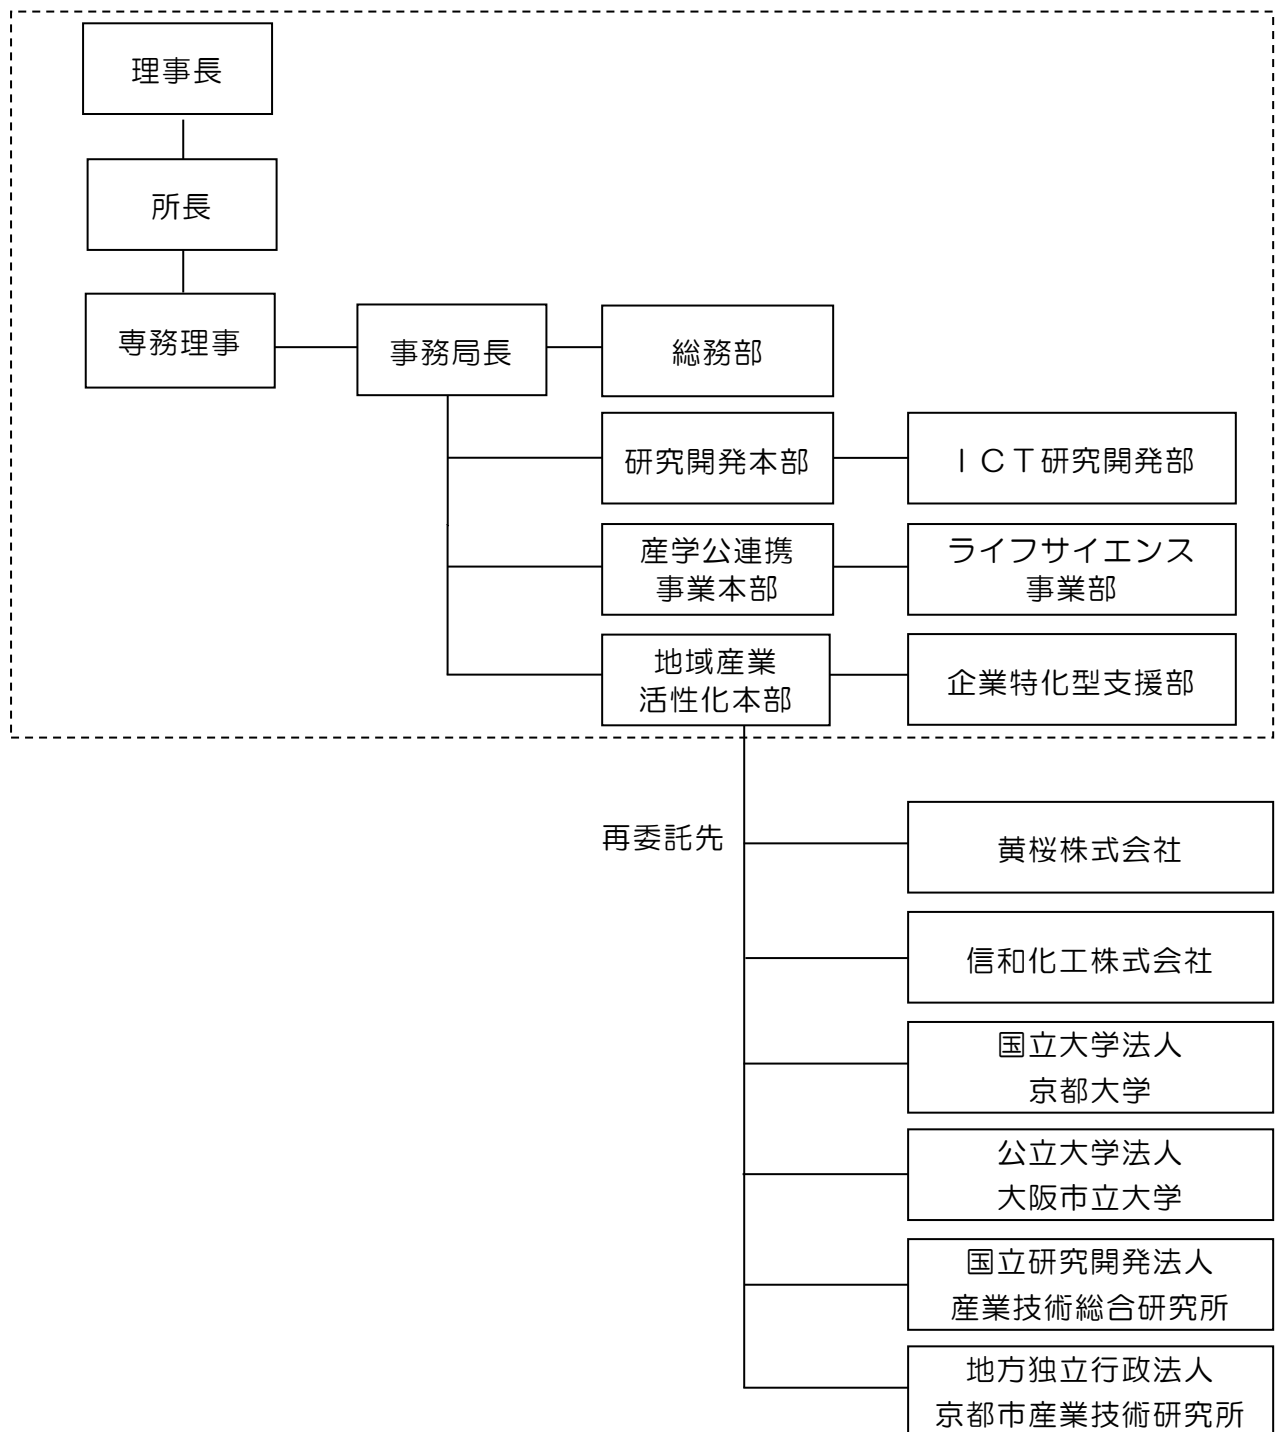 理事長
所長
専務理事
事務局長
総務部
研究開発本部
ＩＣＴ研究開発部
産学公連携
事業本部
ライフサイエンス
事業部
地域産業
活性化本部
企業特化型支援部
再委託先
黄桜株式会社
信和化工株式会社
国立大学法人
京都大学
公立大学法人
大阪市立大学
国立研究開発法人
産業技術総合研究所
地方独立行政法人
京都市産業技術研究所